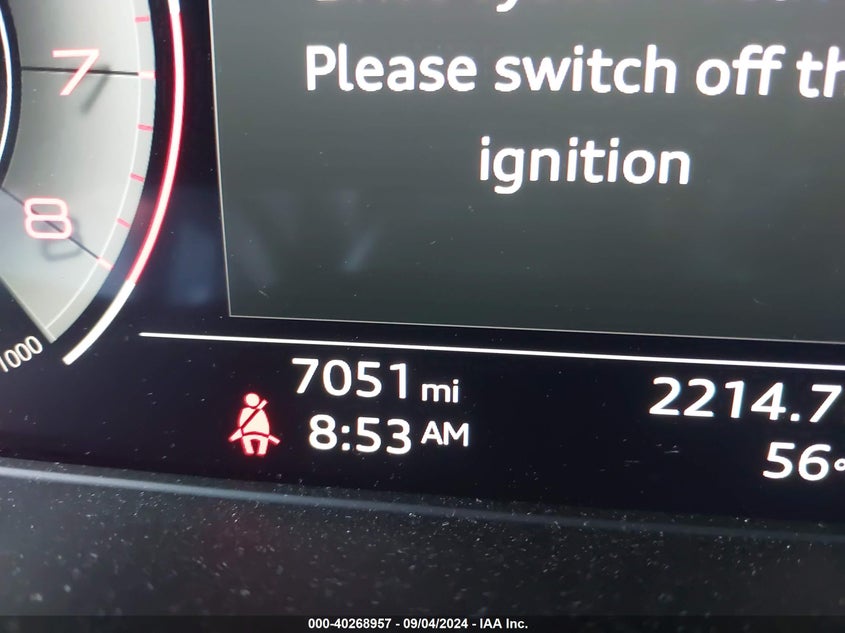 7
8
1000
Please switch off
ignition
7051 mi
2214.7
8:53 AM
56°
000-40268957 - 09/04/2024 - IAA Inc.